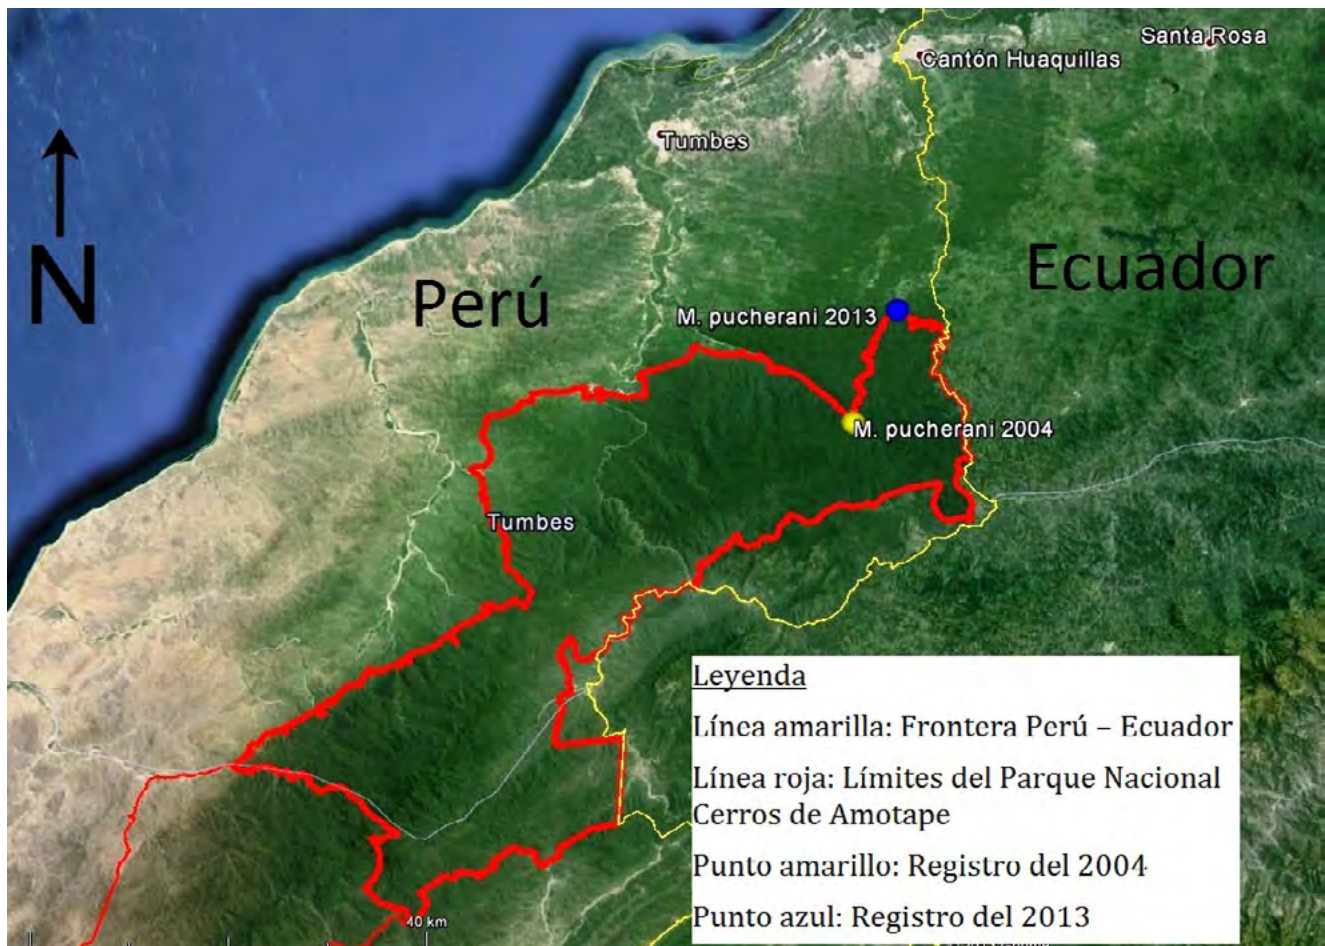 Santa Rosa
Cantón Huaquillas
Tumbes
N
Perú
Ecuador
M. pucherani 2013
M. pucherani 2004
Tumbes
Leyenda
Línea amarilla: Frontera Perú – Ecuador
Línea roja: Límites del Parque Nacional
Cerros de Amotape
Punto amarillo: Registro del 2004
Punto azul: Registro del 2013
40 km